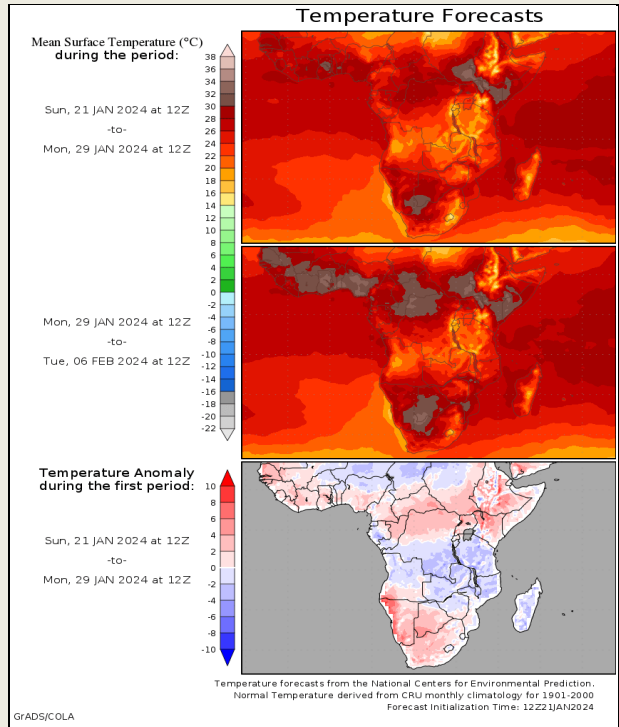 Temperature Forecasts
Mean Surface Temperature (°C)
during the period:
Sun, 21 JAN 2024 at 12Z
-to-
Mon, 29 JAN 2024 at 12Z
38
36
34
32
30
28
26
24
22
20
18
16
14
12
10
8
6
4
2
0
-2
-4
-6
-8
-10
-12
-14
-16
-18
-20
-22
Mon, 29 JAN 2024 at 12Z
-to-
Tue, 06 FEB 2024 at 12Z
Temperature Anomaly
during the first period:
Sun, 21 JAN 2024 at 12Z
-to-
Mon, 29 JAN 2024 at 12Z
10
8
6
4
2
0
-2
-4
-6
-8
-10
Temperature forecasts from the National Centers for Environmental Prediction.
Normal Temperature derived from CRU monthly climatology for 1901-2000
Forecast Initialization Time: 12Z21JAN2024
GrADS/COLA